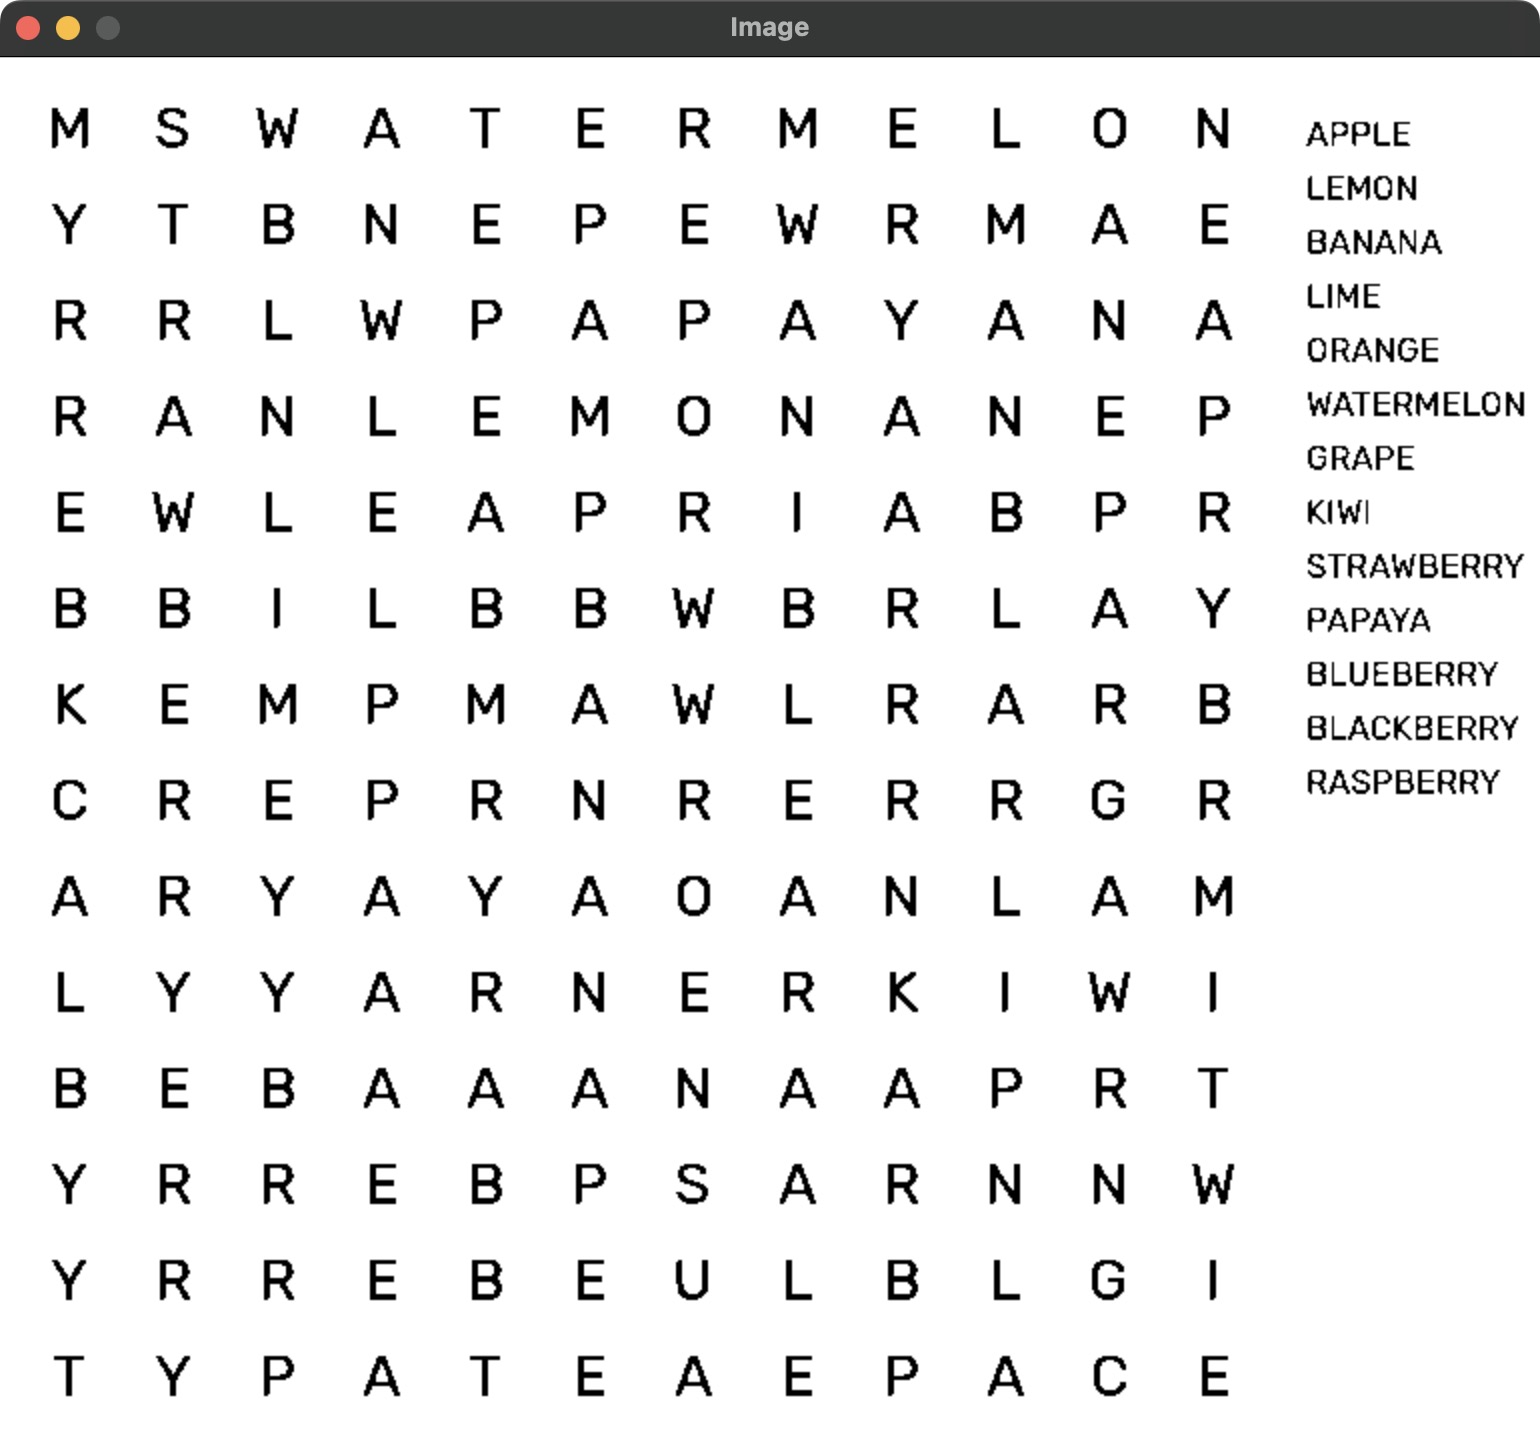 Image
M S W A T E R M E L O N
Y T B N E P E W R M A E
R R L W P A P A Y A N A
R A N L E M O N A N E P
E W L E A P R I A B P R
B B I L B B W B R L A Y
K E M P M A W L R A R B
C R E P R N R E R R G R
A R Y A Y A O A N L A M
L Y Y A R N E R K I W I
B E B A A A N A A P R T
Y R R E B P S A R N N W
Y R R E B E U L B L G I
T Y P A T E A E P A C E
APPLE
LEMON
BANANA
LIME
ORANGE
WATERMELON
GRAPE
KIWI
STRAWBERRY
PAPAYA
BLUEBERRY
BLACKBERRY
RASPBERRY